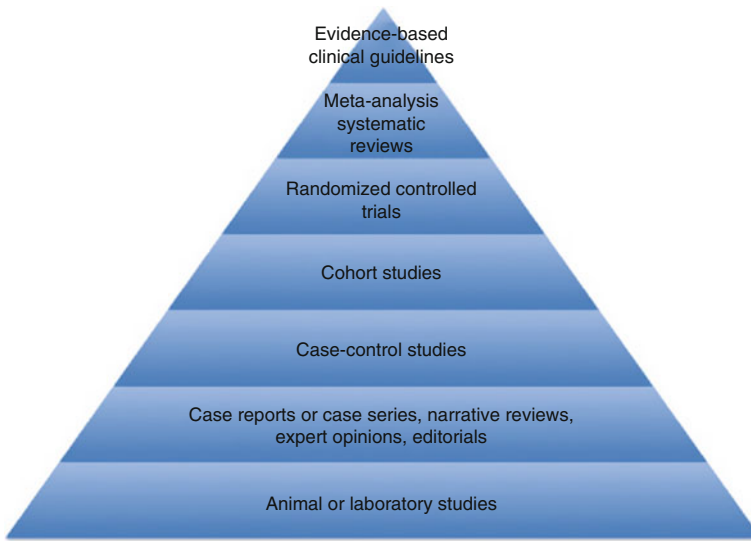 Evidence-based
clinical guidelines
Meta-analysis
systematic
reviews
Randomized controlled
trials
Cohort studies
Case-control studies
Case reports or case series, narrative reviews,
expert opinions, editorials
Animal or laboratory studies